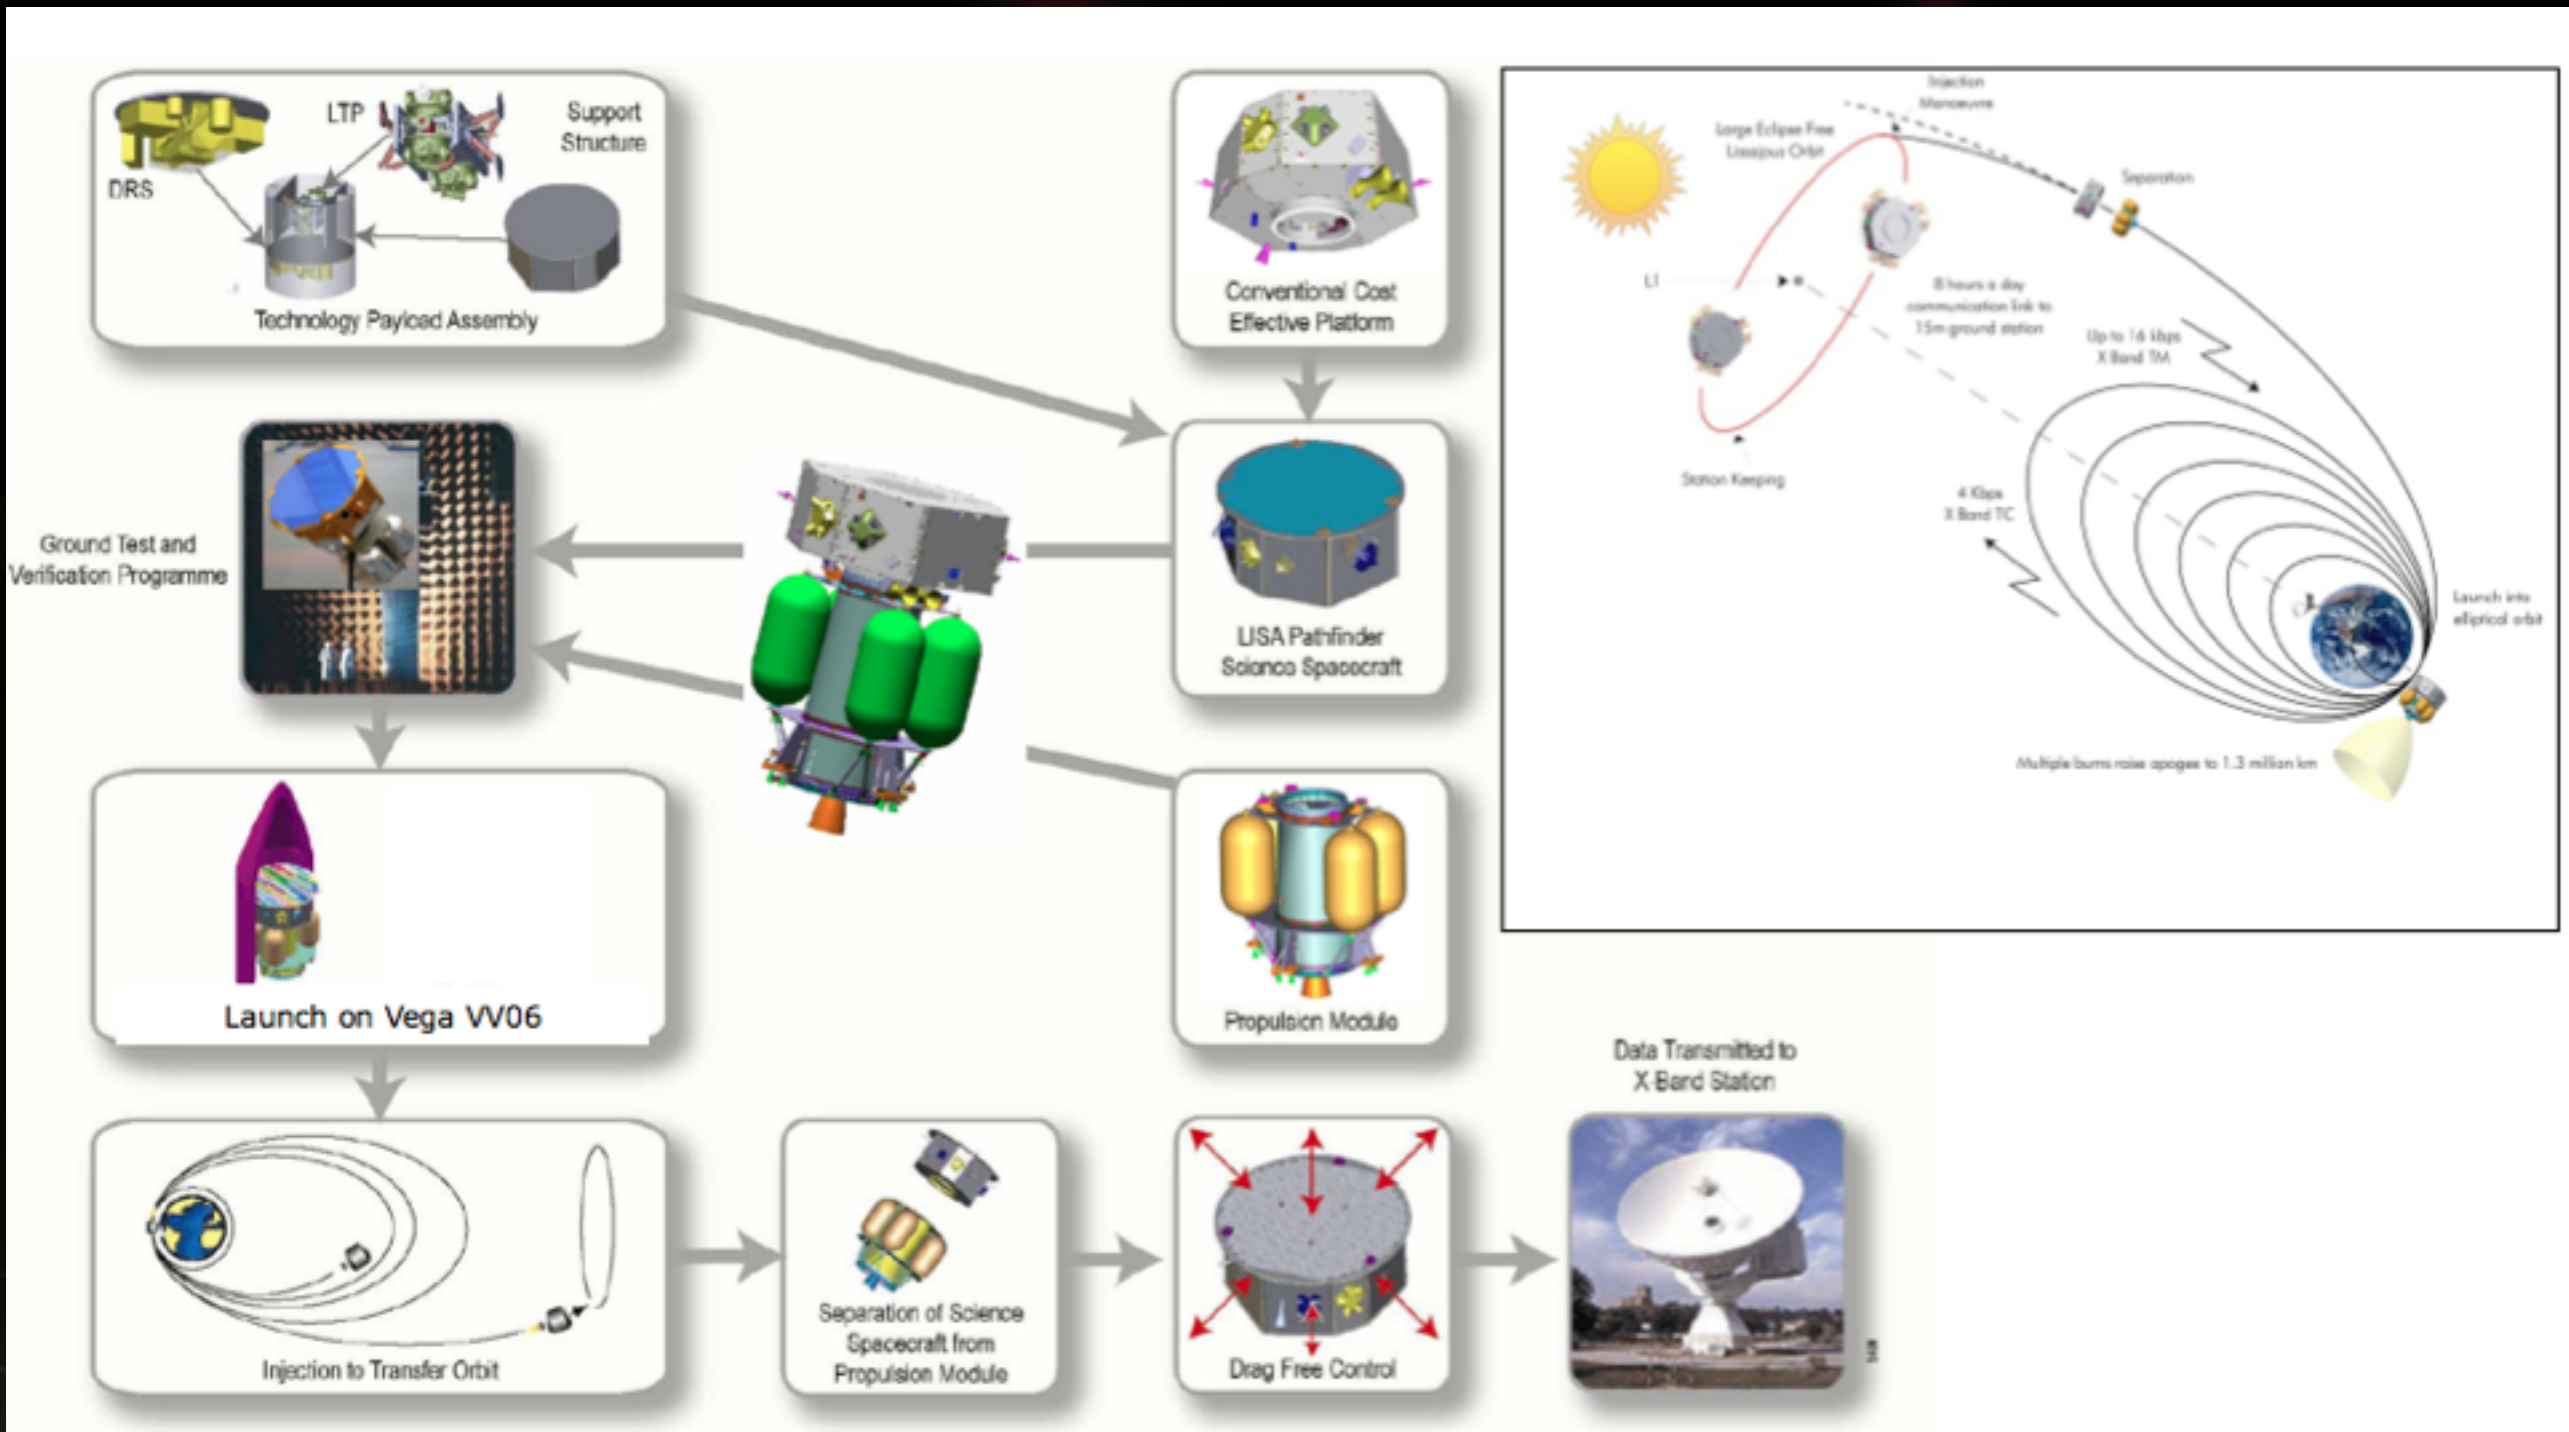 LTP
Support
Structure
DRS
Technology Payload Assembly
Conventional Cost
Effective Platform
Ground Test and
Verification Programme
LISA Pathfinder
Science Spacecraft
Launch on Vega VV06
Propulsion Module
Injection to Transfer Orbit
Separation of Science
Spacecraft from
Propulsion Module
Drag Free Control
Data Transmitted to
X-Band Station
Injection
Manoeuvre
Large Eclipse Free
Lissajous Orbit
Separation
L1
8 hours a day
communication link to
15m ground station
Up to 16 kbps
X Band TM
Station Keeping
4 Kbps
X Band TC
Launch into
elliptical orbit
Multiple burns raise apogee to 1.3 million km